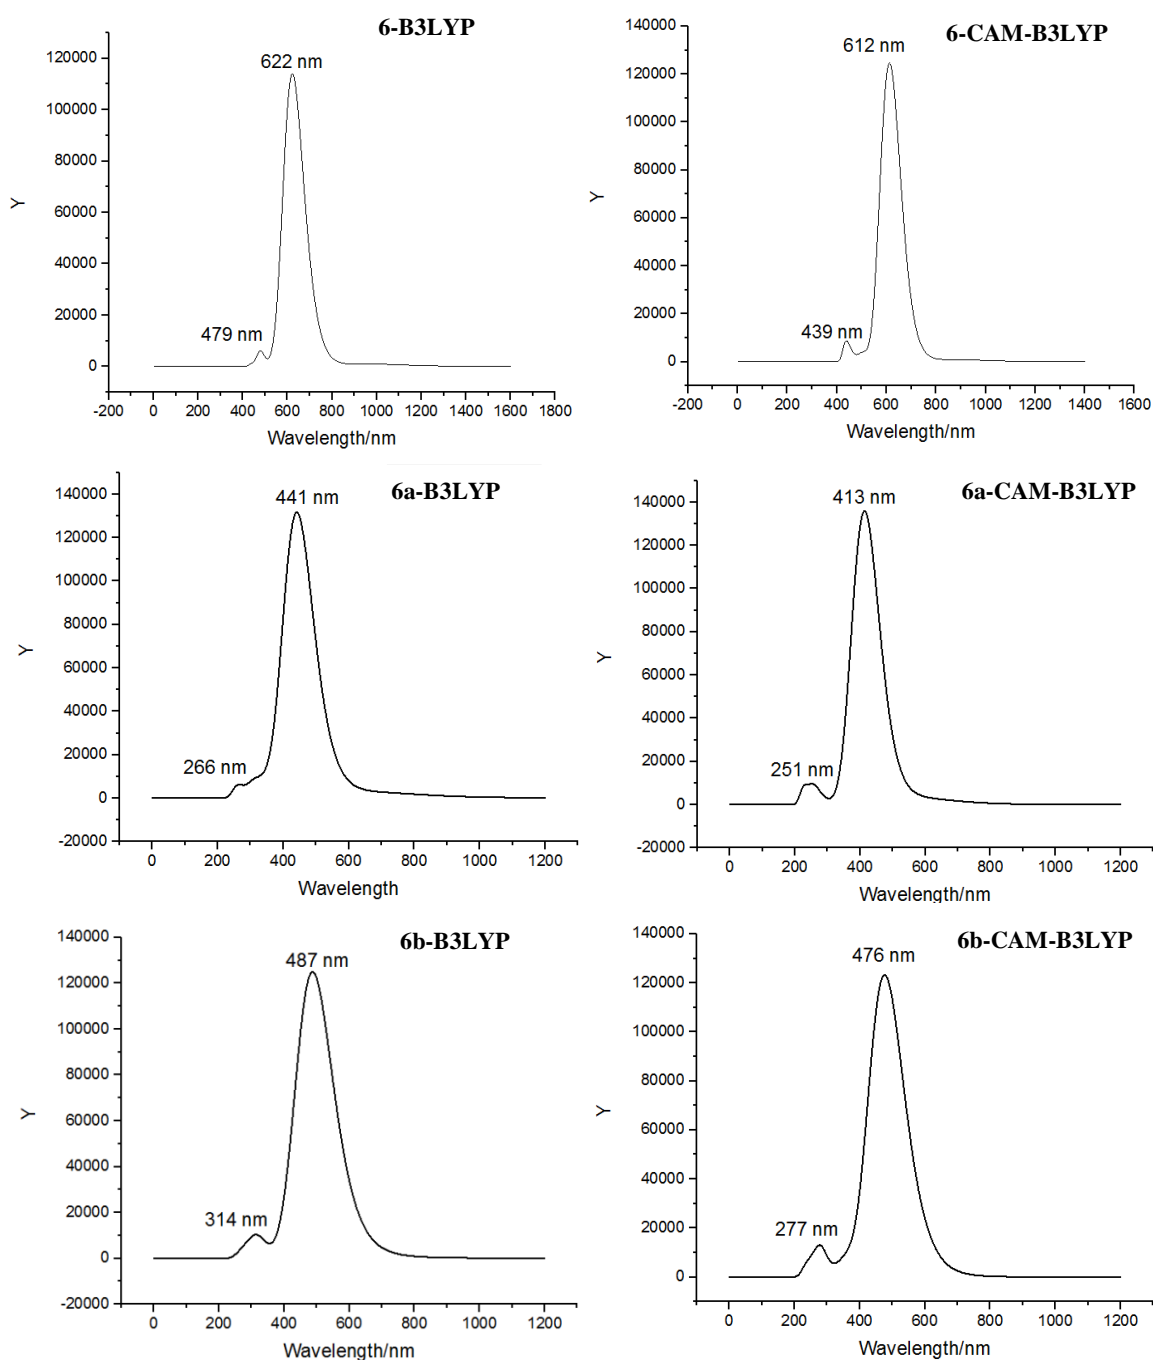 6-B3LYP
622 nm
479 nm
120000
100000
80000
60000
40000
20000
0
Y
-200 0 200 400 600 800 1000 1200 1400 1600 1800
Wavelength/nm
6-CAM-B3LYP
612 nm
439 nm
140000
120000
100000
80000
60000
40000
20000
0
Y
-200 0 200 400 600 800 1000 1200 1400 1600
Wavelength/nm
6a-B3LYP
441 nm
266 nm
140000
120000
100000
80000
60000
40000
20000
0
-20000
Y
0 200 400 600 800 1000 1200
Wavelength
6a-CAM-B3LYP
413 nm
251 nm
140000
120000
100000
80000
60000
40000
20000
0
-20000
Y
0 200 400 600 800 1000 1200
Wavelength/nm
6b-B3LYP
487 nm
314 nm
140000
120000
100000
80000
60000
40000
20000
0
-20000
Y
0 200 400 600 800 1000 1200
Wavelength/nm
6b-CAM-B3LYP
476 nm
277 nm
140000
120000
100000
80000
60000
40000
20000
0
Y
0 200 400 600 800 1000 1200
Wavelength/nm